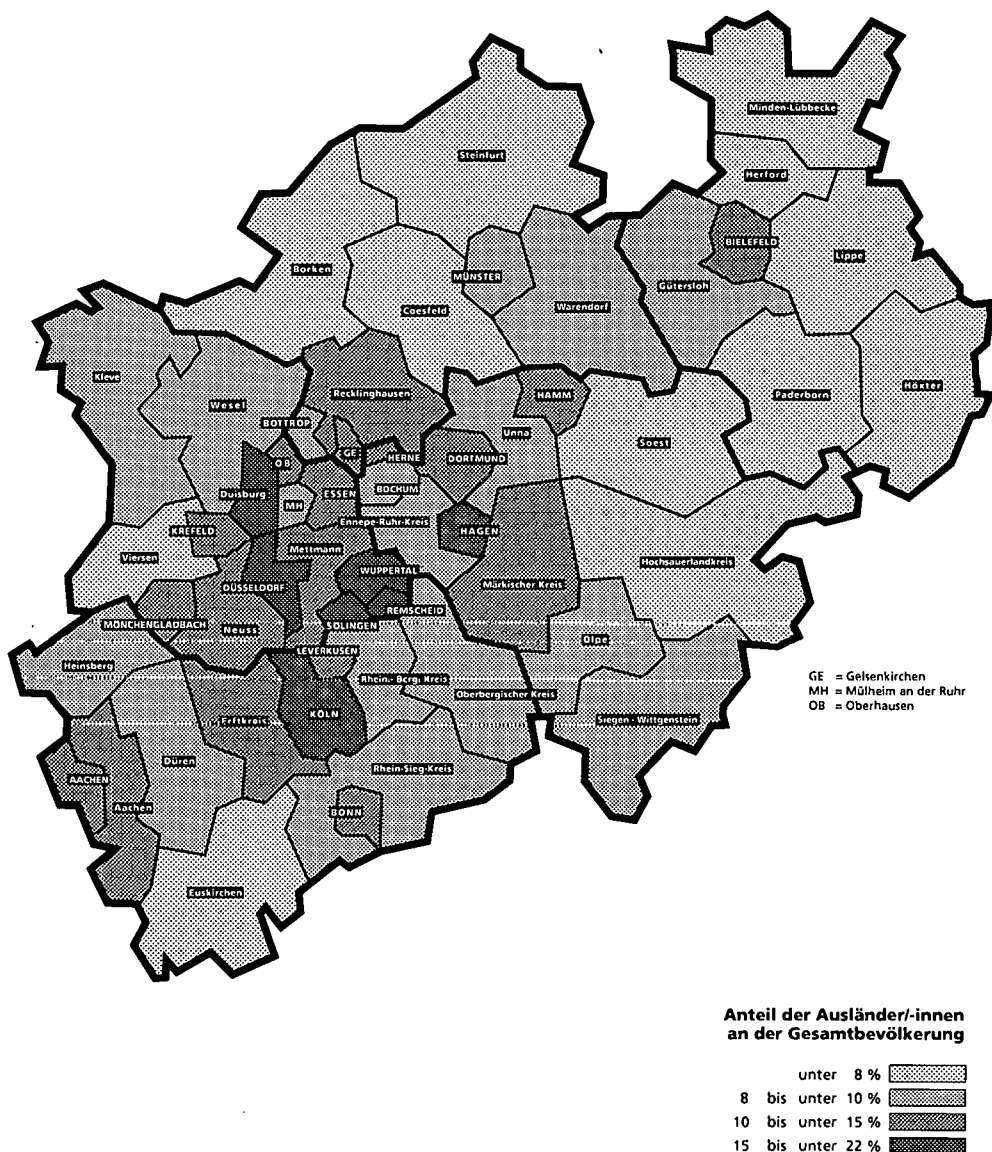 Minden-Lübbecke
Steinfurt
Herford
BIELEFELD
Lippe
Borken
MÜNSTER
Gütersloh
Coesfeld
Warendorf
Kleve
Wesel
Recklinghausen
HAMM
Paderborn
Höxter
BOTTROP
Unna
Soest
GE
HERNE
DORTMUND
OB
Duisburg
ESSEN
BOCHUM
MH
KREFELD
Ennepe-Ruhr-Kreis
HAGEN
Viersen
Mettmann
Hochsauerlandkreis
WUPPERTAL
Märkischer Kreis
DÜSSELDORF
REMSCHEID
MÖNCHENGLADBACH
Neuss
SOLINGEN
Olpe
LEVERKUSEN
Heinsberg
Rhein.- Berg. Kreis
Oberbergischer Kreis
KÖLN
Erftkreis
Siegen - Wittgenstein
Düren
Rhein-Sieg-Kreis
AACHEN
Aachen
BONN
Euskirchen
GE = Gelsenkirchen
MH = Mülheim an der Ruhr
OB = Oberhausen
Anteil der Ausländer/-innen
an der Gesamtbevölkerung
unter 8 %
8 bis unter 10 %
10 bis unter 15 %
15 bis unter 22 %